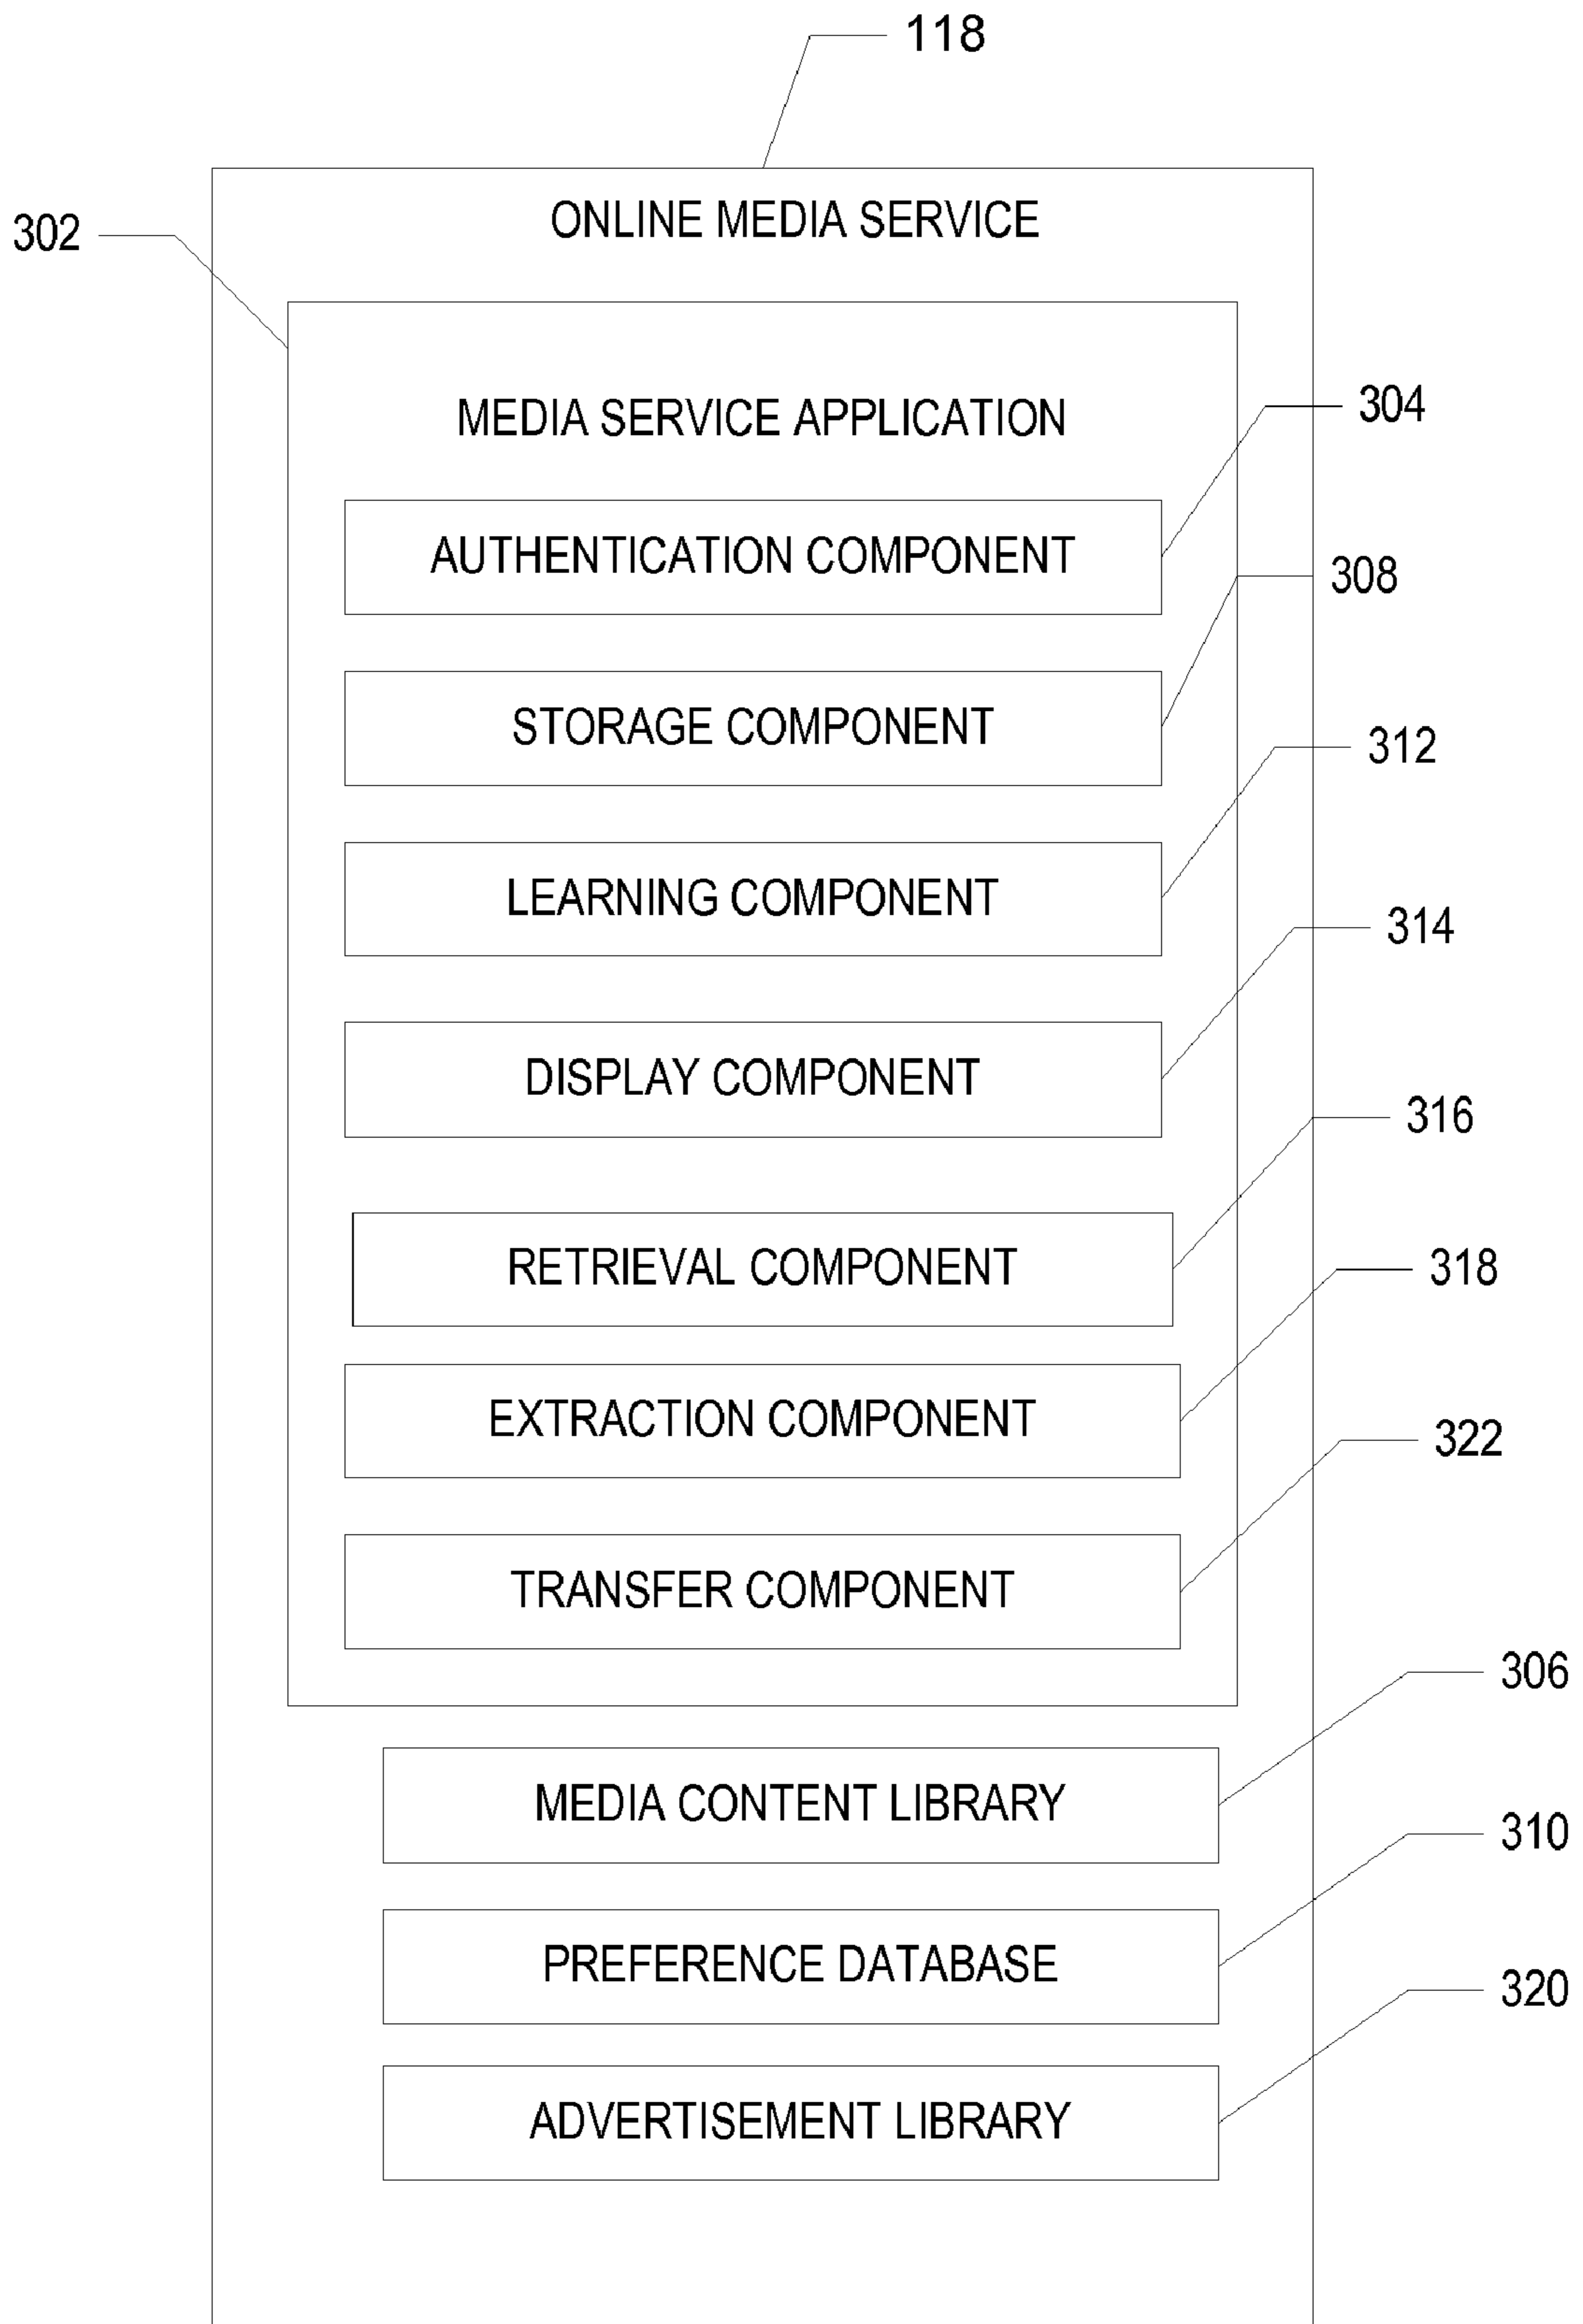 118
ONLINE MEDIA SERVICE
302
MEDIA SERVICE APPLICATION
304
AUTHENTICATION COMPONENT
308
STORAGE COMPONENT
312
LEARNING COMPONENT
314
DISPLAY COMPONENT
316
RETRIEVAL COMPONENT
318
EXTRACTION COMPONENT
322
TRANSFER COMPONENT
306
MEDIA CONTENT LIBRARY
310
PREFERENCE DATABASE
320
ADVERTISEMENT LIBRARY